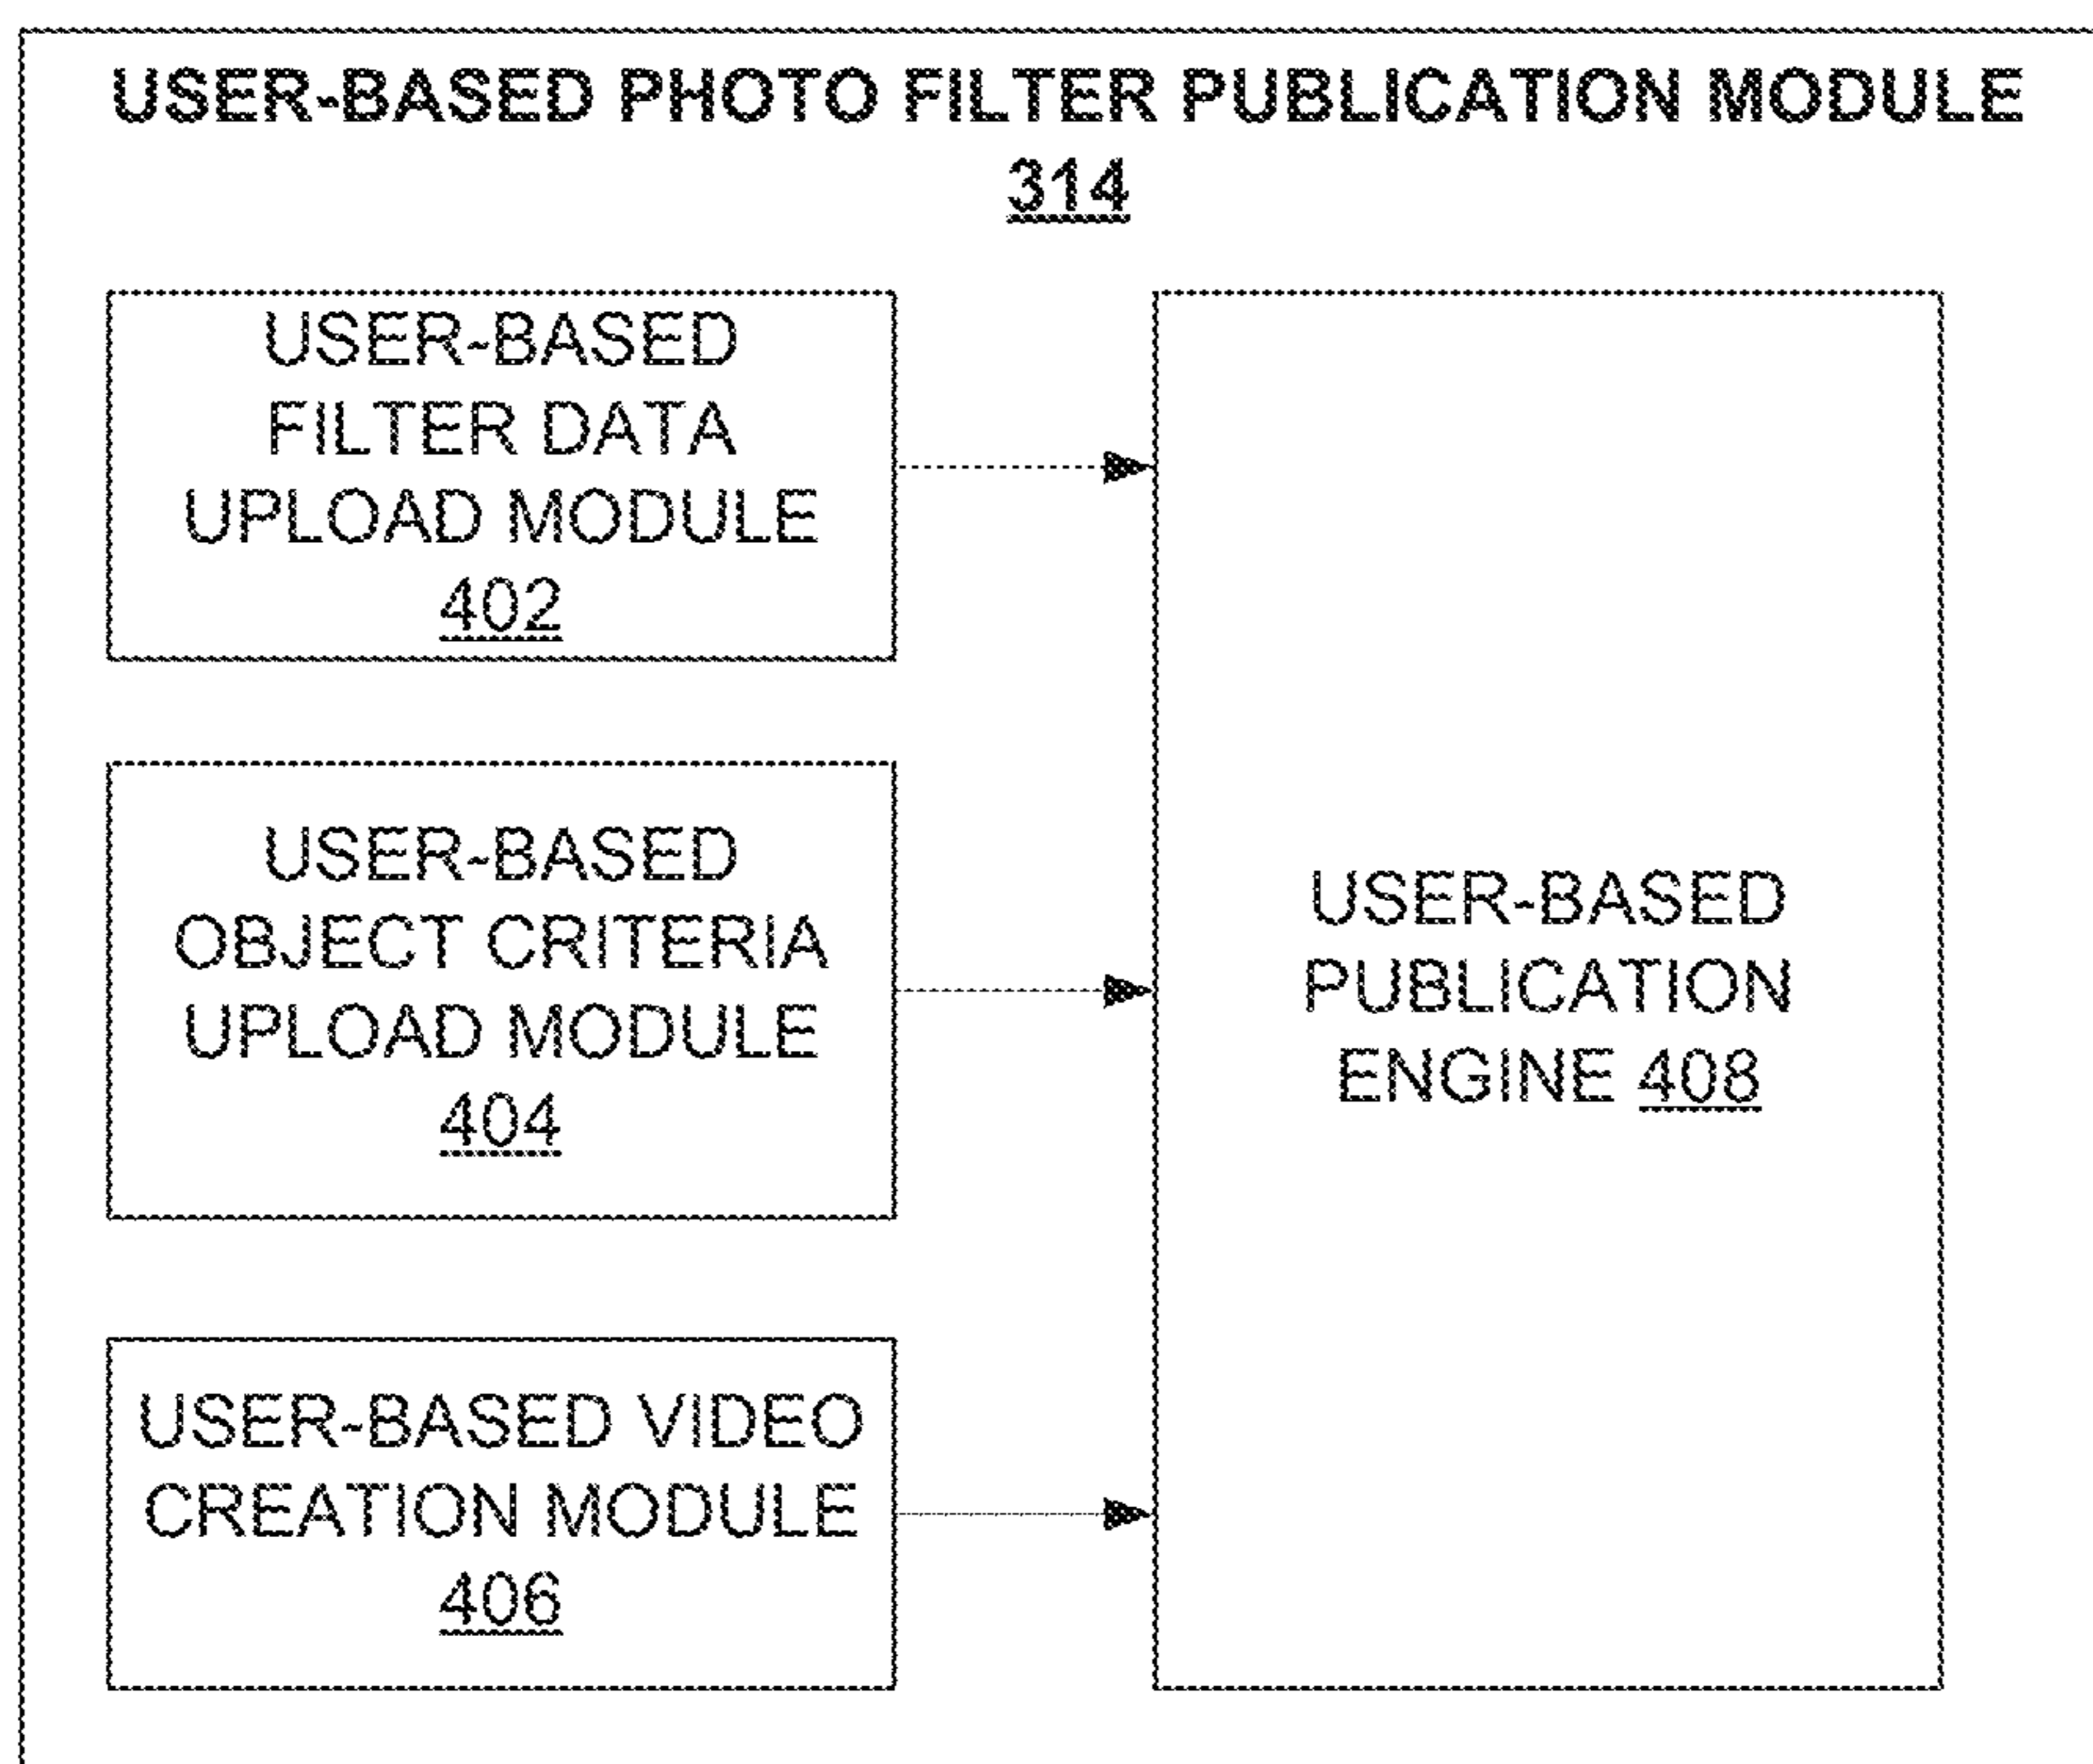 USER-BASED PHOTO FILTER PUBLICATION MODULE
314
USER-BASED
FILTER DATA
UPLOAD MODULE
402
USER-BASED
OBJECT CRITERIA
UPLOAD MODULE
404
USER-BASED VIDEO
CREATION MODULE
406
USER-BASED
PUBLICATION
ENGINE 408